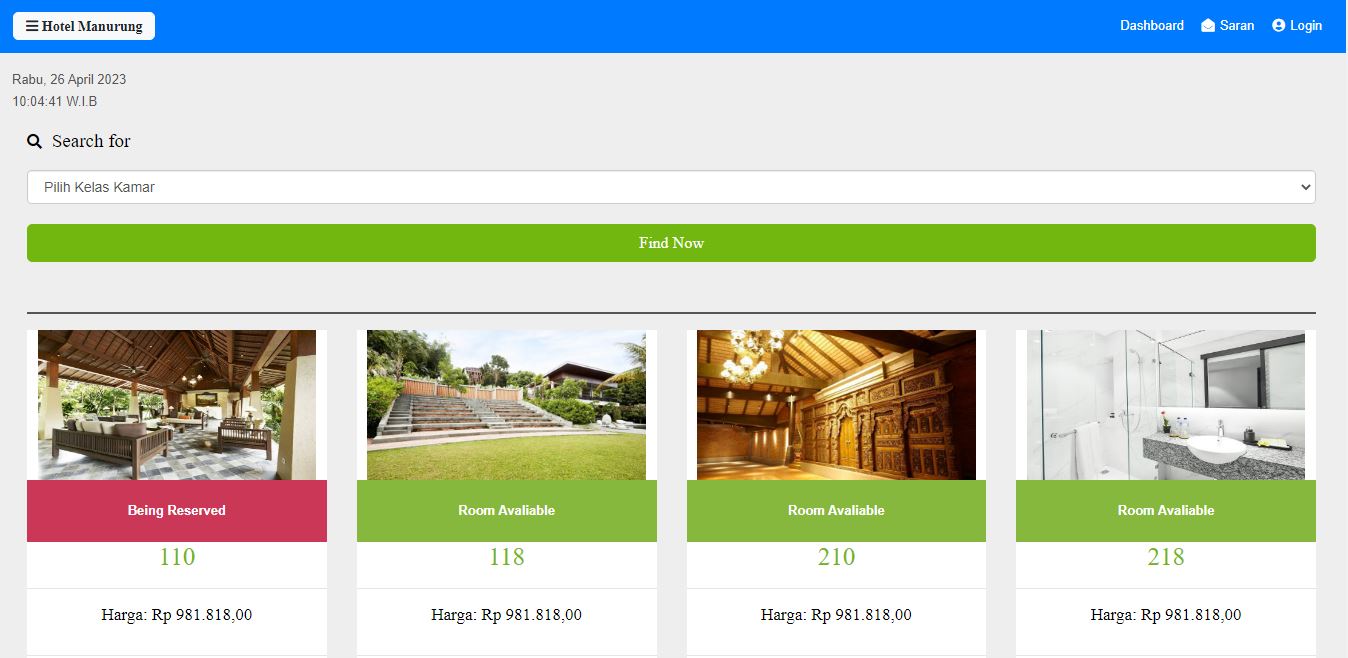 Hotel Manurung
Dashboard Saran Login
Rabu, 26 April 2023
10:04:41 W.I.B
Search for
Pilih Kelas Kamar
Find Now
Being Reserved
Room Avaliable
Room Avaliable
Room Avaliable
110
118
210
218
Harga: Rp 981.818,00
Harga: Rp 981.818,00
Harga: Rp 981.818,00
Harga: Rp 981.818,00